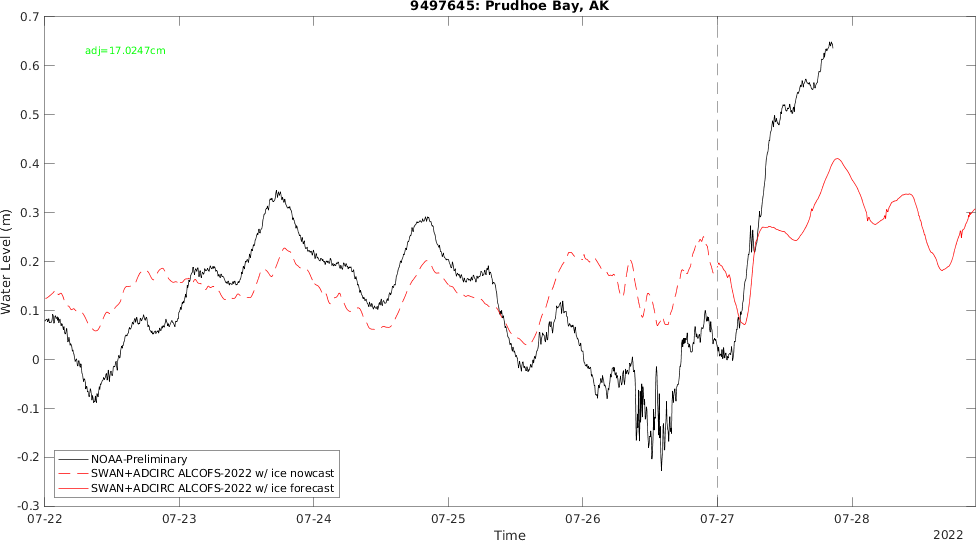 9497645: Prudhoe Bay, AK
adj=17.0247cm
Water Level (m)
0.7
0.6
0.5
0.4
0.3
0.2
0.1
0
-0.1
-0.2
-0.3
NOAA-Preliminary
SWAN+ADCIRC ALCOFS-2022 w/ ice nowcast
SWAN+ADCIRC ALCOFS-2022 w/ ice forecast
07-22 07-23 07-24 07-25 07-26 07-27 07-28
Time
2022